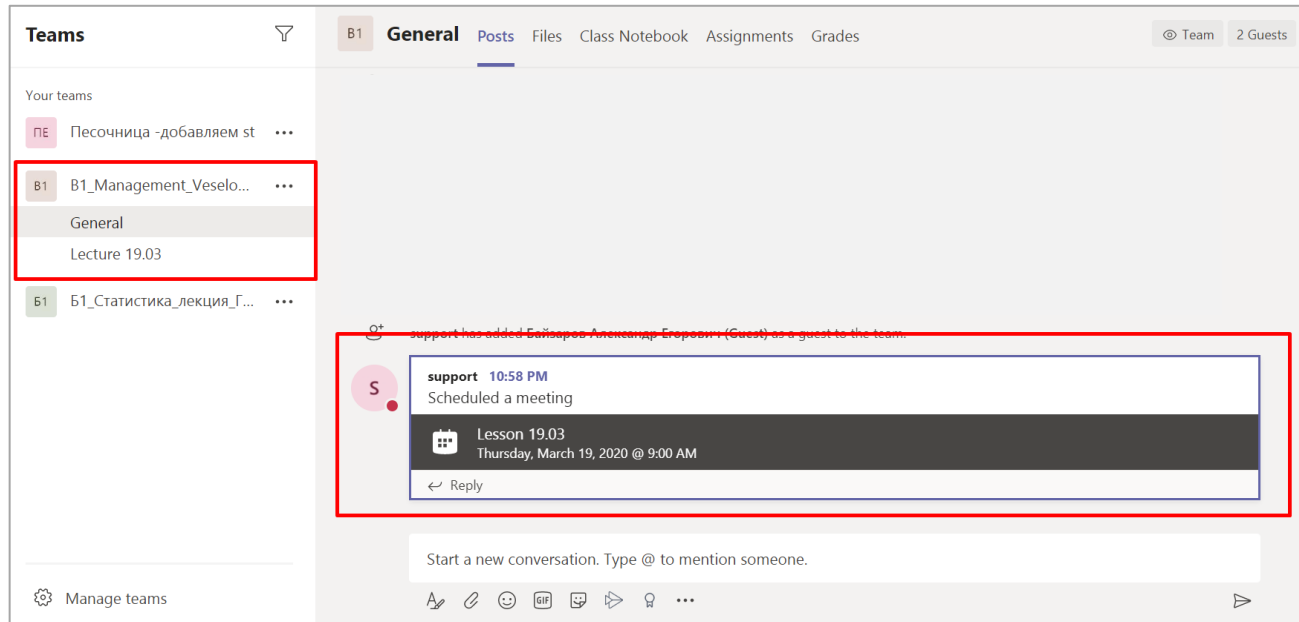 Teams
Your teams
ПЕ Песочница -добавляем st ...
B1 B1_Management_Veselo... ...
General
Lecture 19.03
Б1 Б1_Статистика_лекция_Г... ...
Manage teams
B1 General Posts Files Class Notebook Assignments Grades
Team 2 Guests
support has added Байзаров Александр Егорович (Guest) as a guest to the team.
S
support 10:58 PM
Scheduled a meeting
Lesson 19.03
Thursday, March 19, 2020 @ 9:00 AM
Reply
Start a new conversation. Type @ to mention someone.
GIF ...